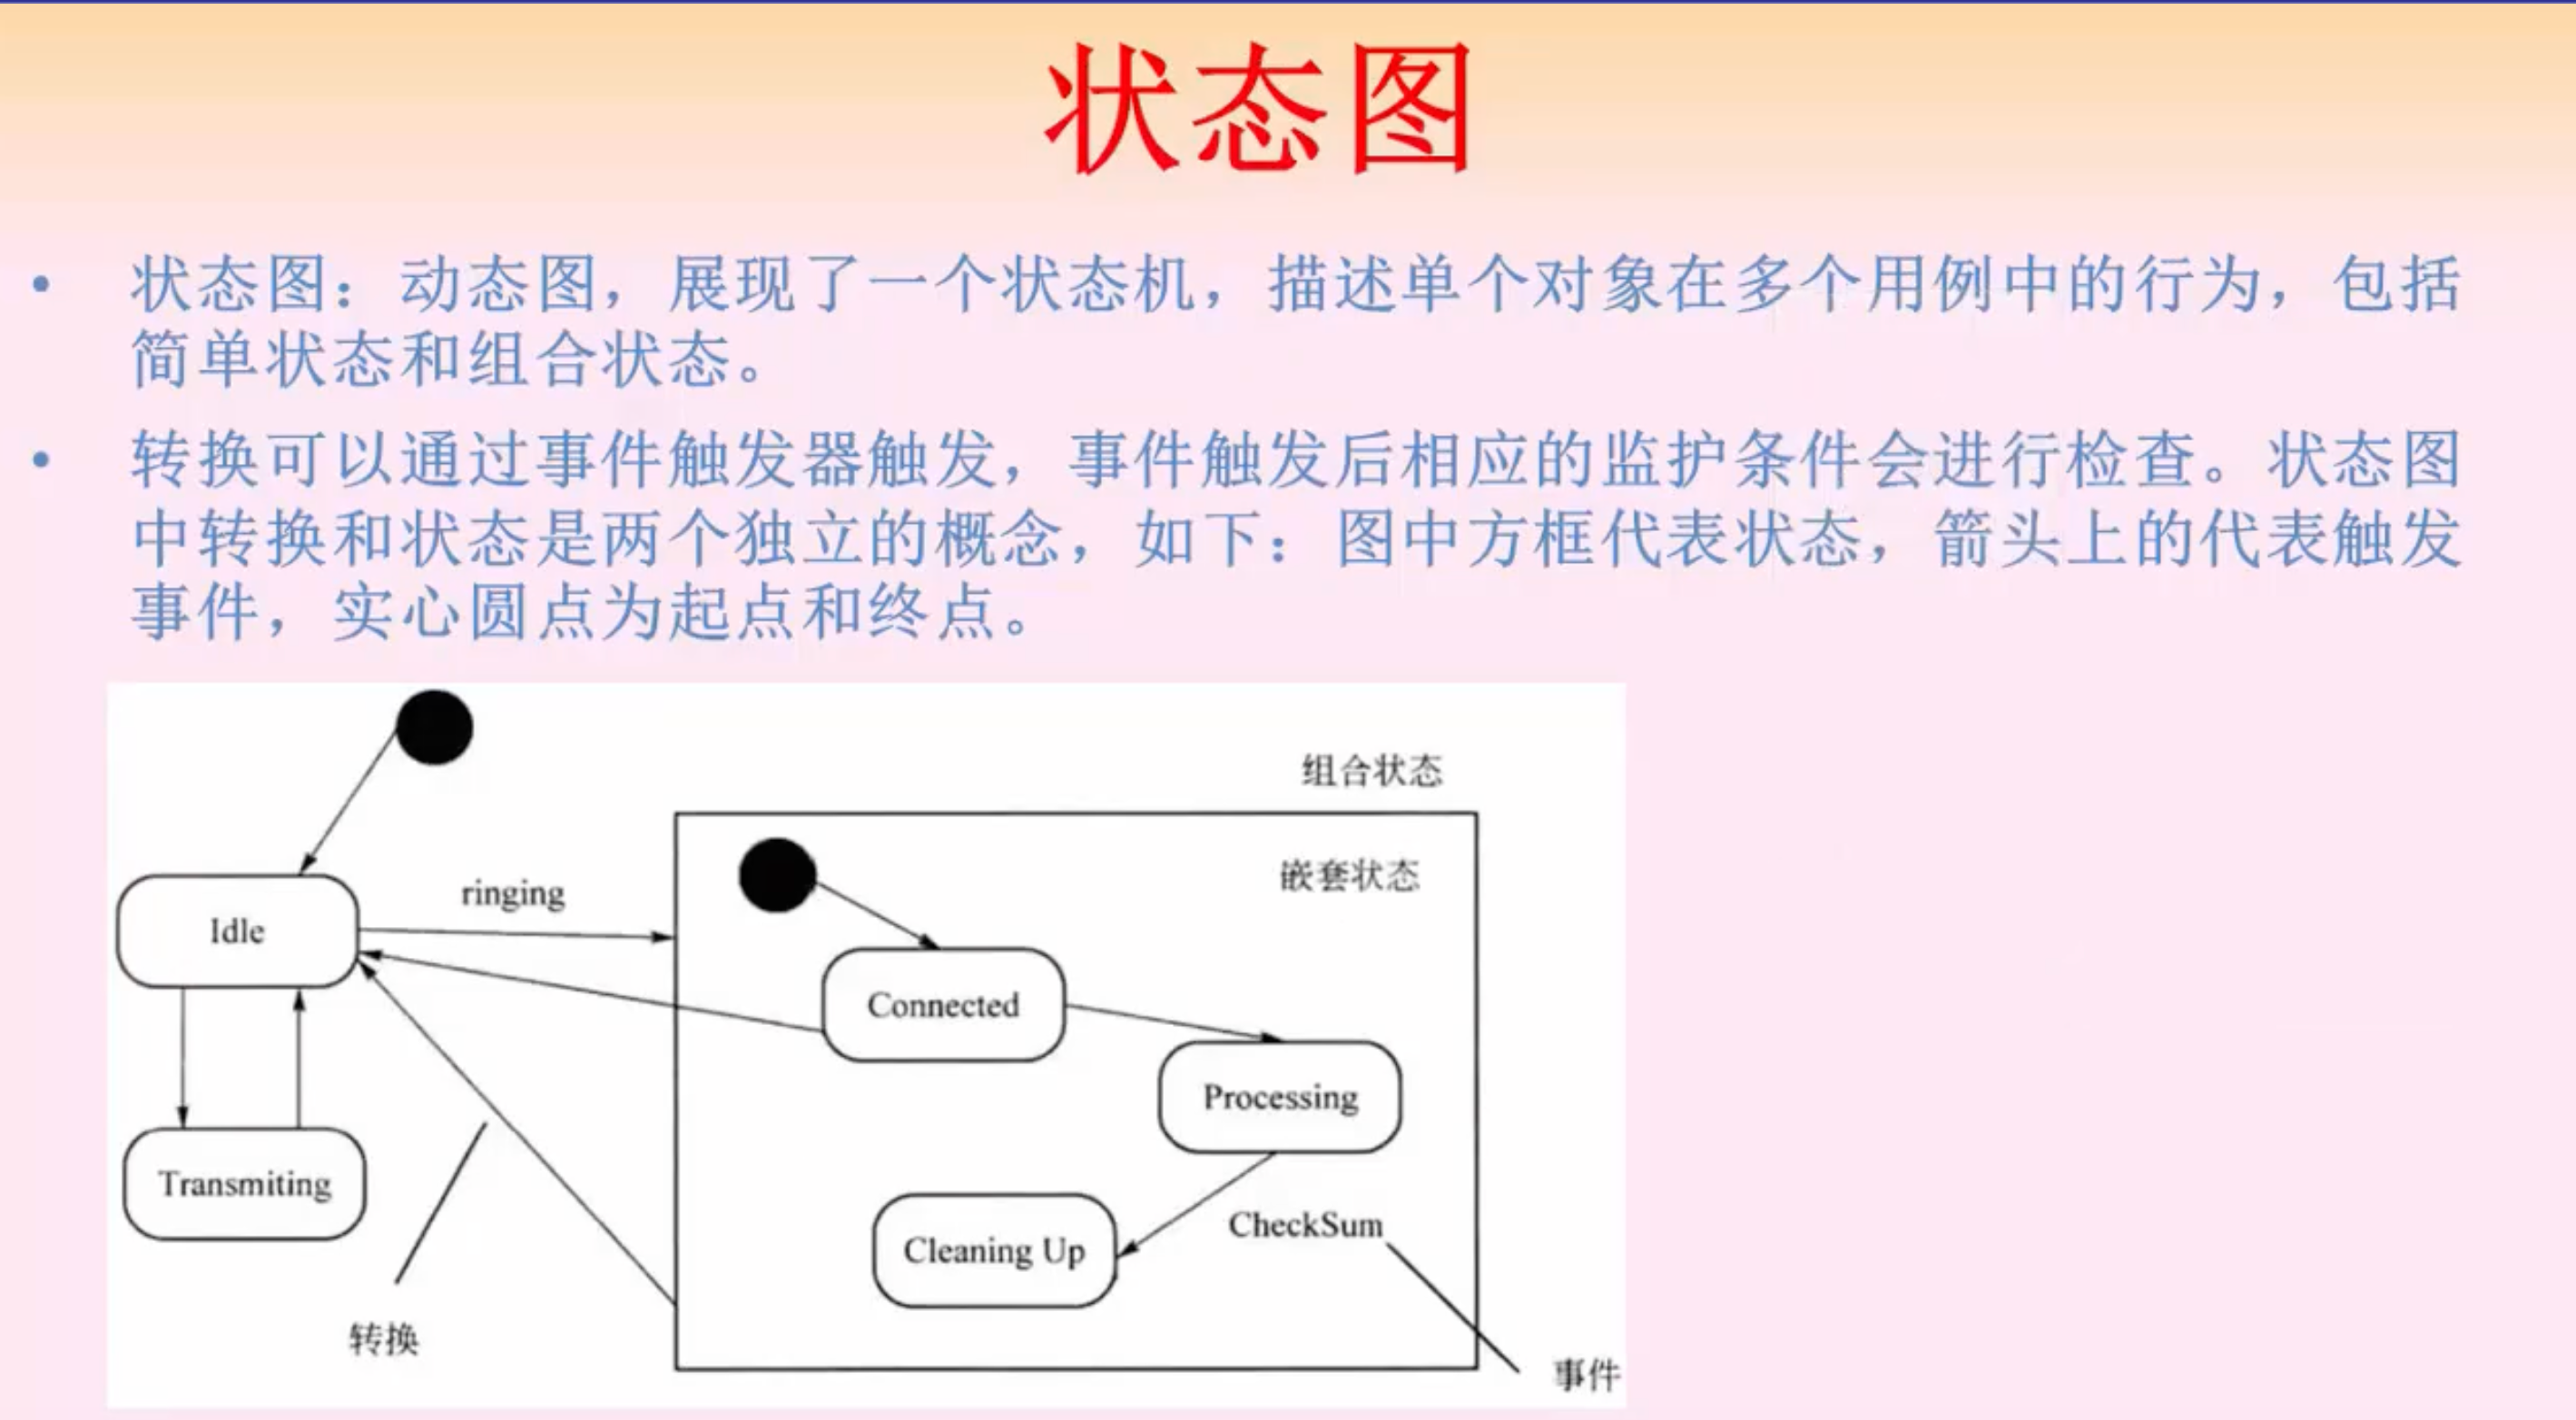 状态图
• 状态图：动态图，展现了一个状态机，描述单个对象在多个用例中的行为，包括
简单状态和组合状态。
• 转换可以通过事件触发器触发，事件触发后相应的监护条件会进行检查。状态图
中转换和状态是两个独立的概念，如下：图中方框代表状态，箭头上的代表触发
事件，实心圆点为起点和终点。
组合状态
嵌套状态
ringing
Idle
Connected
Processing
Transmiting
CheckSum
Cleaning Up
转换
事件